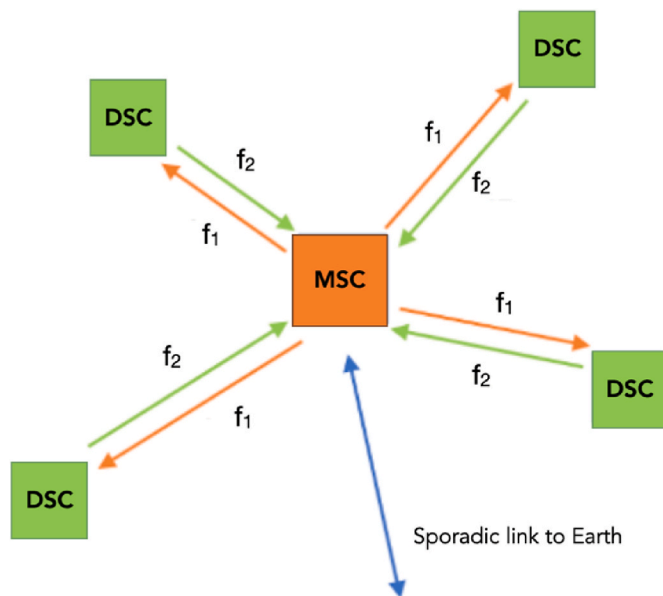 DSC
f₁
f₂
DSC
f₂
f₁
MSC
f₁
f₂
DSC
f₂
f₁
DSC
Sporadic link to Earth